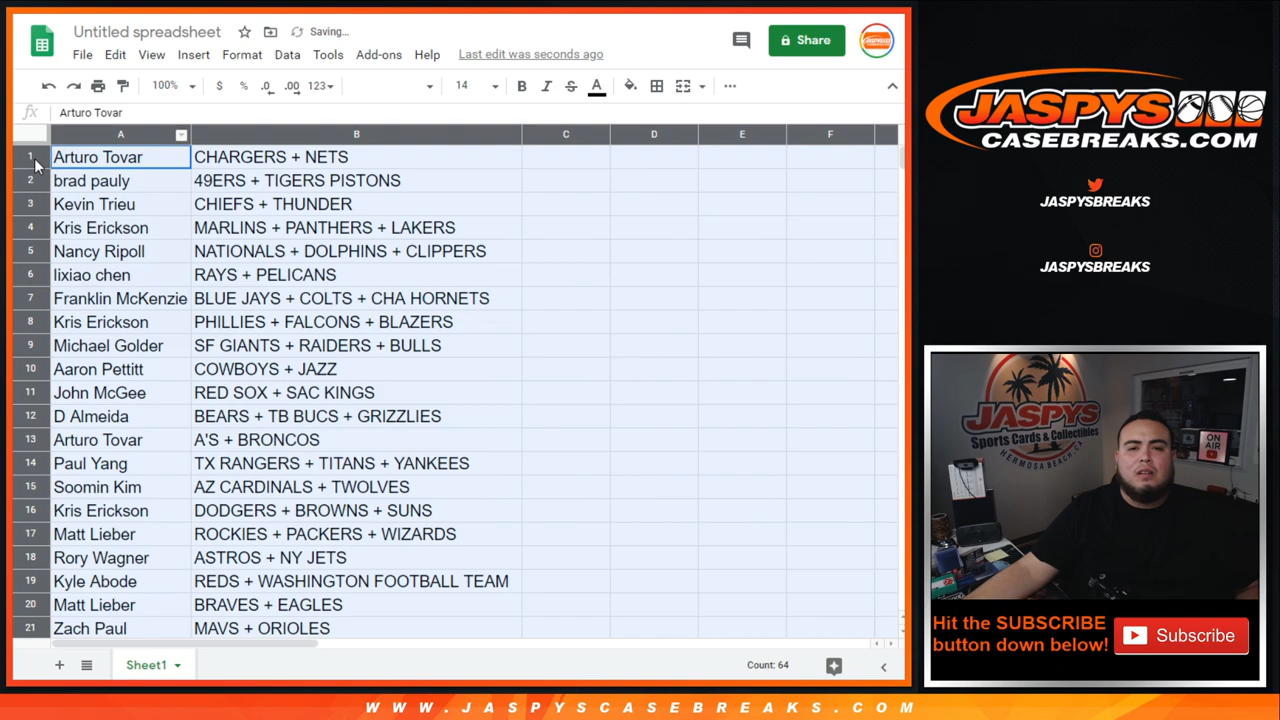 Untitled spreadsheet
Saving...
File Edit View Insert Format Data Tools Add-ons Help Last edit was seconds ago
Share
100% $ % .0 .00 123 14 B I S A
fx Arturo Tovar
A B C D E F
1 Arturo Tovar CHARGERS + NETS
2 brad pauly 49ERS + TIGERS PISTONS
3 Kevin Trieu CHIEFS + THUNDER
4 Kris Erickson MARLINS + PANTHERS + LAKERS
5 Nancy Ripoll NATIONALS + DOLPHINS + CLIPPERS
6 lixiao chen RAYS + PELICANS
7 Franklin McKenzie BLUE JAYS + COLTS + CHA HORNETS
8 Kris Erickson PHILLIES + FALCONS + BLAZERS
9 Michael Golder SF GIANTS + RAIDERS + BULLS
10 Aaron Pettitt COWBOYS + JAZZ
11 John McGee RED SOX + SAC KINGS
12 D Almeida BEARS + TB BUCS + GRIZZLIES
13 Arturo Tovar A'S + BRONCOS
14 Paul Yang TX RANGERS + TITANS + YANKEES
15 Soomin Kim AZ CARDINALS + TWOLVES
16 Kris Erickson DODGERS + BROWNS + SUNS
17 Matt Lieber ROCKIES + PACKERS + WIZARDS
18 Rory Wagner ASTROS + NY JETS
19 Kyle Abode REDS + WASHINGTON FOOTBALL TEAM
20 Matt Lieber BRAVES + EAGLES
21 Zach Paul MAVS + ORIOLES
Sheet1
Count: 64
JASPYS
CASEBREAKS.COM
JASPYSBREAKS
JASPYSBREAKS
JASPYS
Sports Cards & Collectibles
HERMOSA BEACH, CA
ON
AIR
Hit the SUBSCRIBE
button down below!
Subscribe
WWW.JASPYSCASEBREAKS.COM